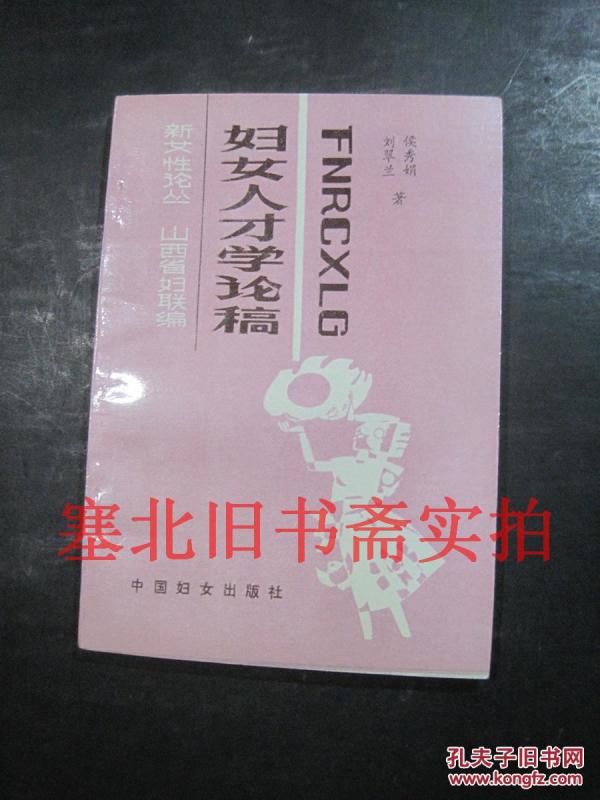 侯秀娟
刘翠兰 著
FNRCXLG
妇女人才学论稿
新女性论丛 山西省妇联编
塞北旧书斋实拍
中国妇女出版社
孔夫子旧书网
www.kongfz.com